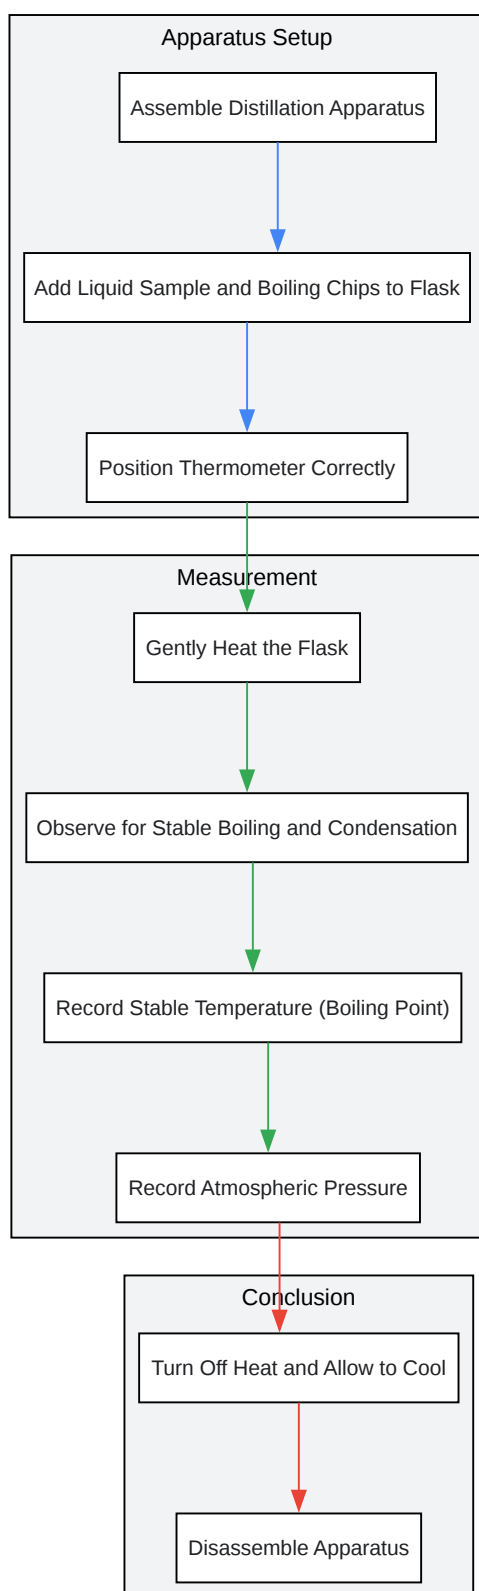 Apparatus Setup
Assemble Distillation Apparatus
Add Liquid Sample and Boiling Chips to Flask
Position Thermometer Correctly
Measurement
Gently Heat the Flask
Observe for Stable Boiling and Condensation
Record Stable Temperature (Boiling Point)
Record Atmospheric Pressure
Conclusion
Turn Off Heat and Allow to Cool
Disassemble Apparatus